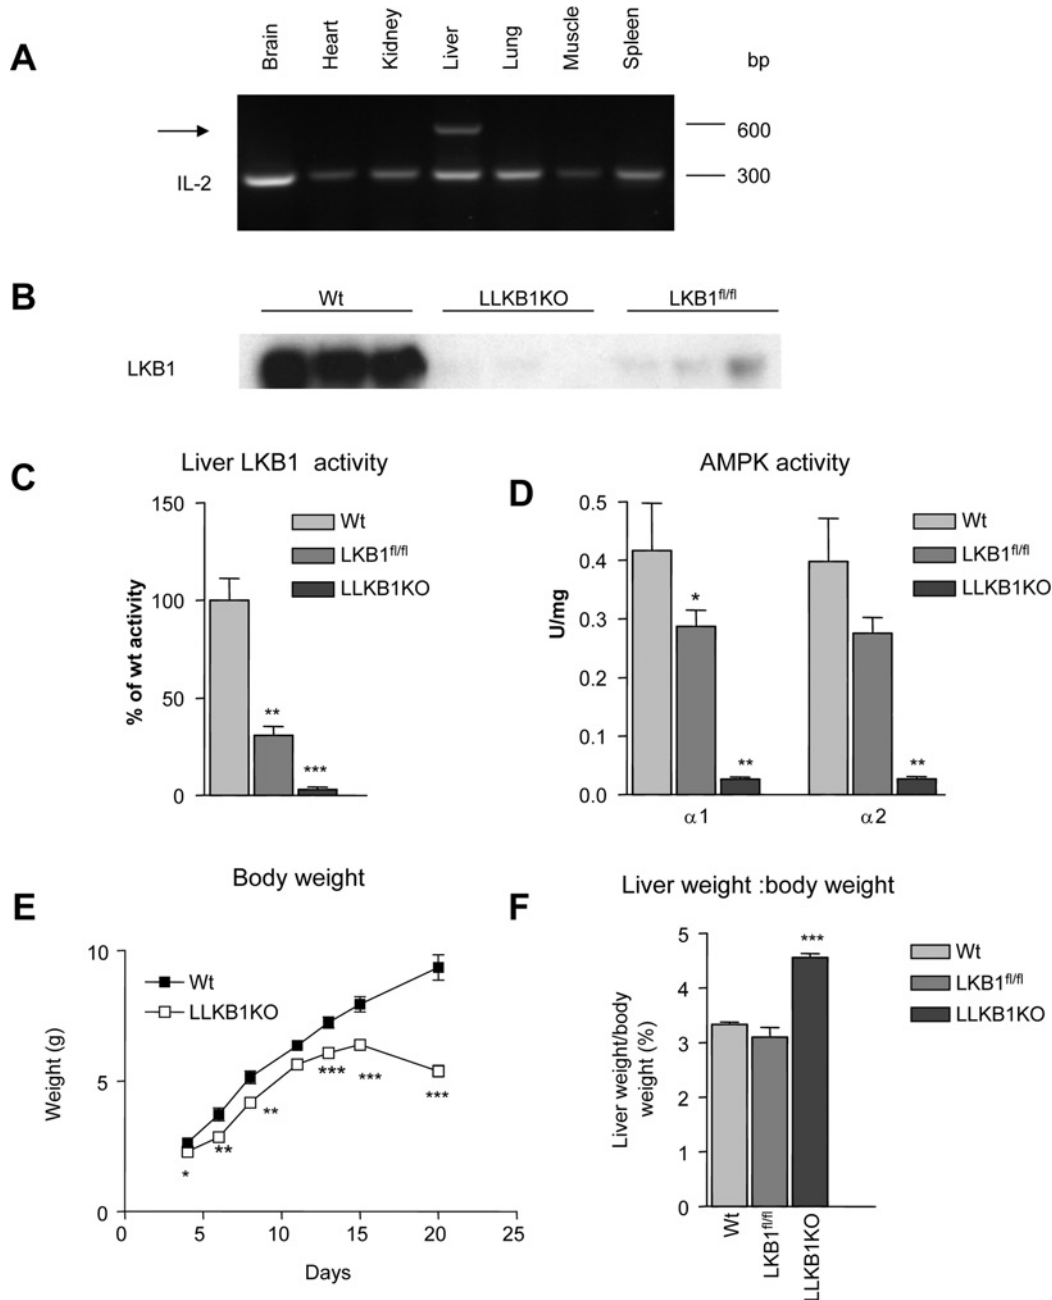 A
Brain Heart Kidney Liver Lung Muscle Spleen bp
600
IL-2 300
B
Wt LLKB1KO LKB1fl/fl
LKB1
C
Liver LKB1 activity
% of wt activity
150
100
50
0
Wt
LKB1fl/fl
LLKB1KO
**
***
D
AMPK activity
U/mg
0.5
0.4
0.3
0.2
0.1
0.0
Wt
LKB1fl/fl
LLKB1KO
*
** **
α1 α2
E
Body weight
Weight (g)
10
5
0
Wt
LLKB1KO
* ** ** *** *** ***
0 5 10 15 20 25
Days
F
Liver weight :body weight
Liver weight/body
weight (%)
5
4
3
2
1
0
***
Wt
LKB1fl/fl
LLKB1KO
Wt LKB1fl/fl LLKB1KO